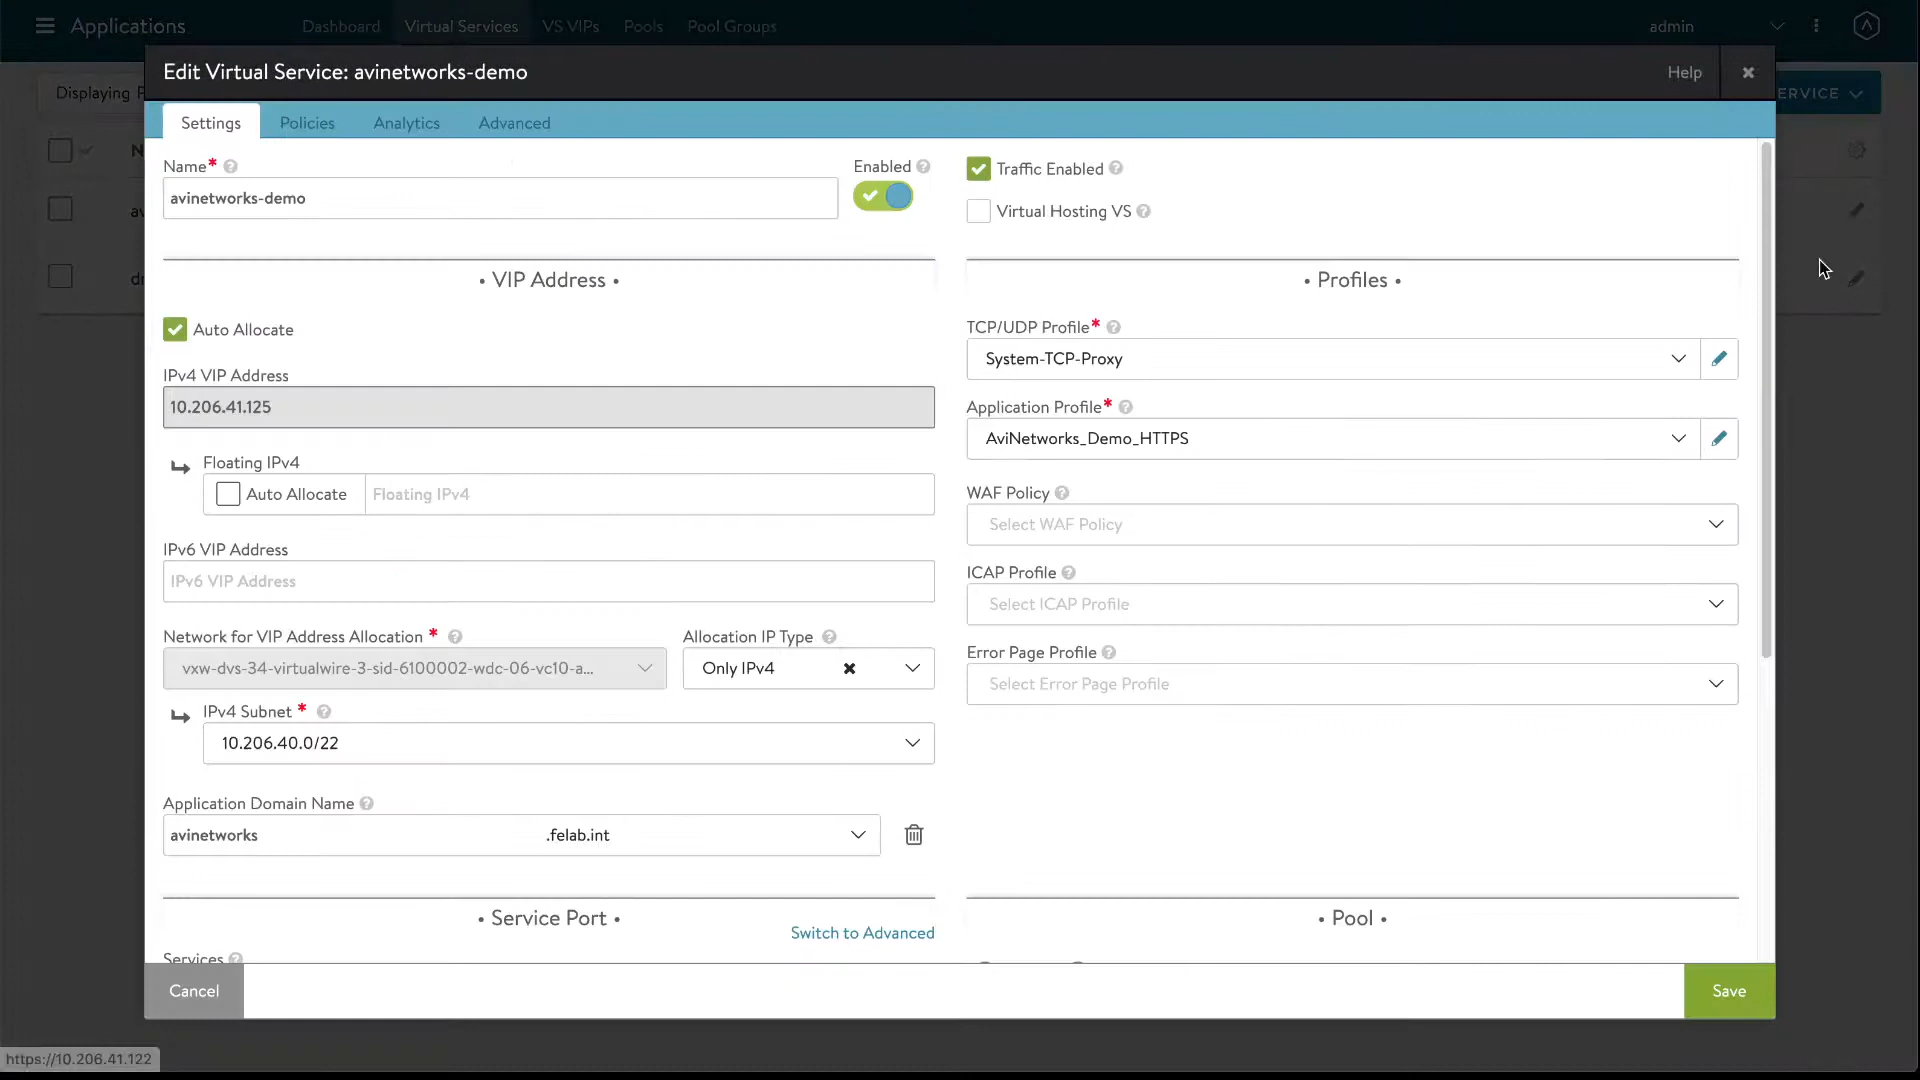 Applications
Dashboard
Virtual Services
VS VIPs
Pools
Pool Groups
admin
Edit Virtual Service: avinetworks-demo
Help
Displaying
ERVICE
Settings
Policies
Analytics
Advanced
Name*
Enabled
avinetworks-demo
Traffic Enabled
Virtual Hosting VS
• VIP Address •
• Profiles •
Auto Allocate
TCP/UDP Profile*
System-TCP-Proxy
IPv4 VIP Address
10.206.41.125
Application Profile*
AviNetworks_Demo_HTTPS
Floating IPv4
Auto Allocate
Floating IPv4
WAF Policy
Select WAF Policy
IPv6 VIP Address
IPv6 VIP Address
ICAP Profile
Select ICAP Profile
Network for VIP Address Allocation *
Allocation IP Type
vxw-dvs-34-virtualwire-3-sid-6100002-wdc-06-vc10-a...
Only IPv4
Error Page Profile
Select Error Page Profile
IPv4 Subnet *
10.206.40.0/22
Application Domain Name
avinetworks
.felab.int
• Service Port •
Switch to Advanced
• Pool •
Services
Cancel
Save
https://10.206.41.122